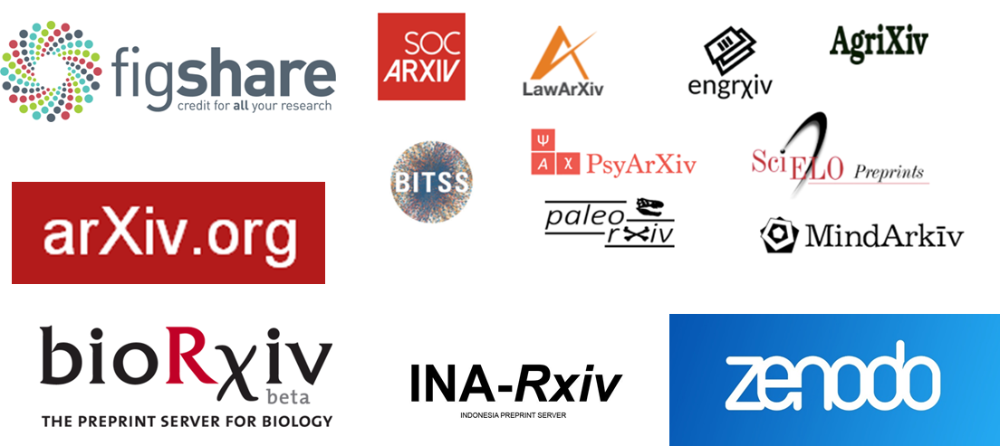 figshare
credit for all your research
SOC
ARXIV
LawArXiv
engrχiv
AgriXiv
BITSS
Ψ
A χ PsyArXiv
SciELO Preprints
paleo
rxiv
MindArkīv
arXiv.org
bioRχiv
beta
THE PREPRINT SERVER FOR BIOLOGY
INA-Rxiv
INDONESIA PREPRINT SERVER
zenodo